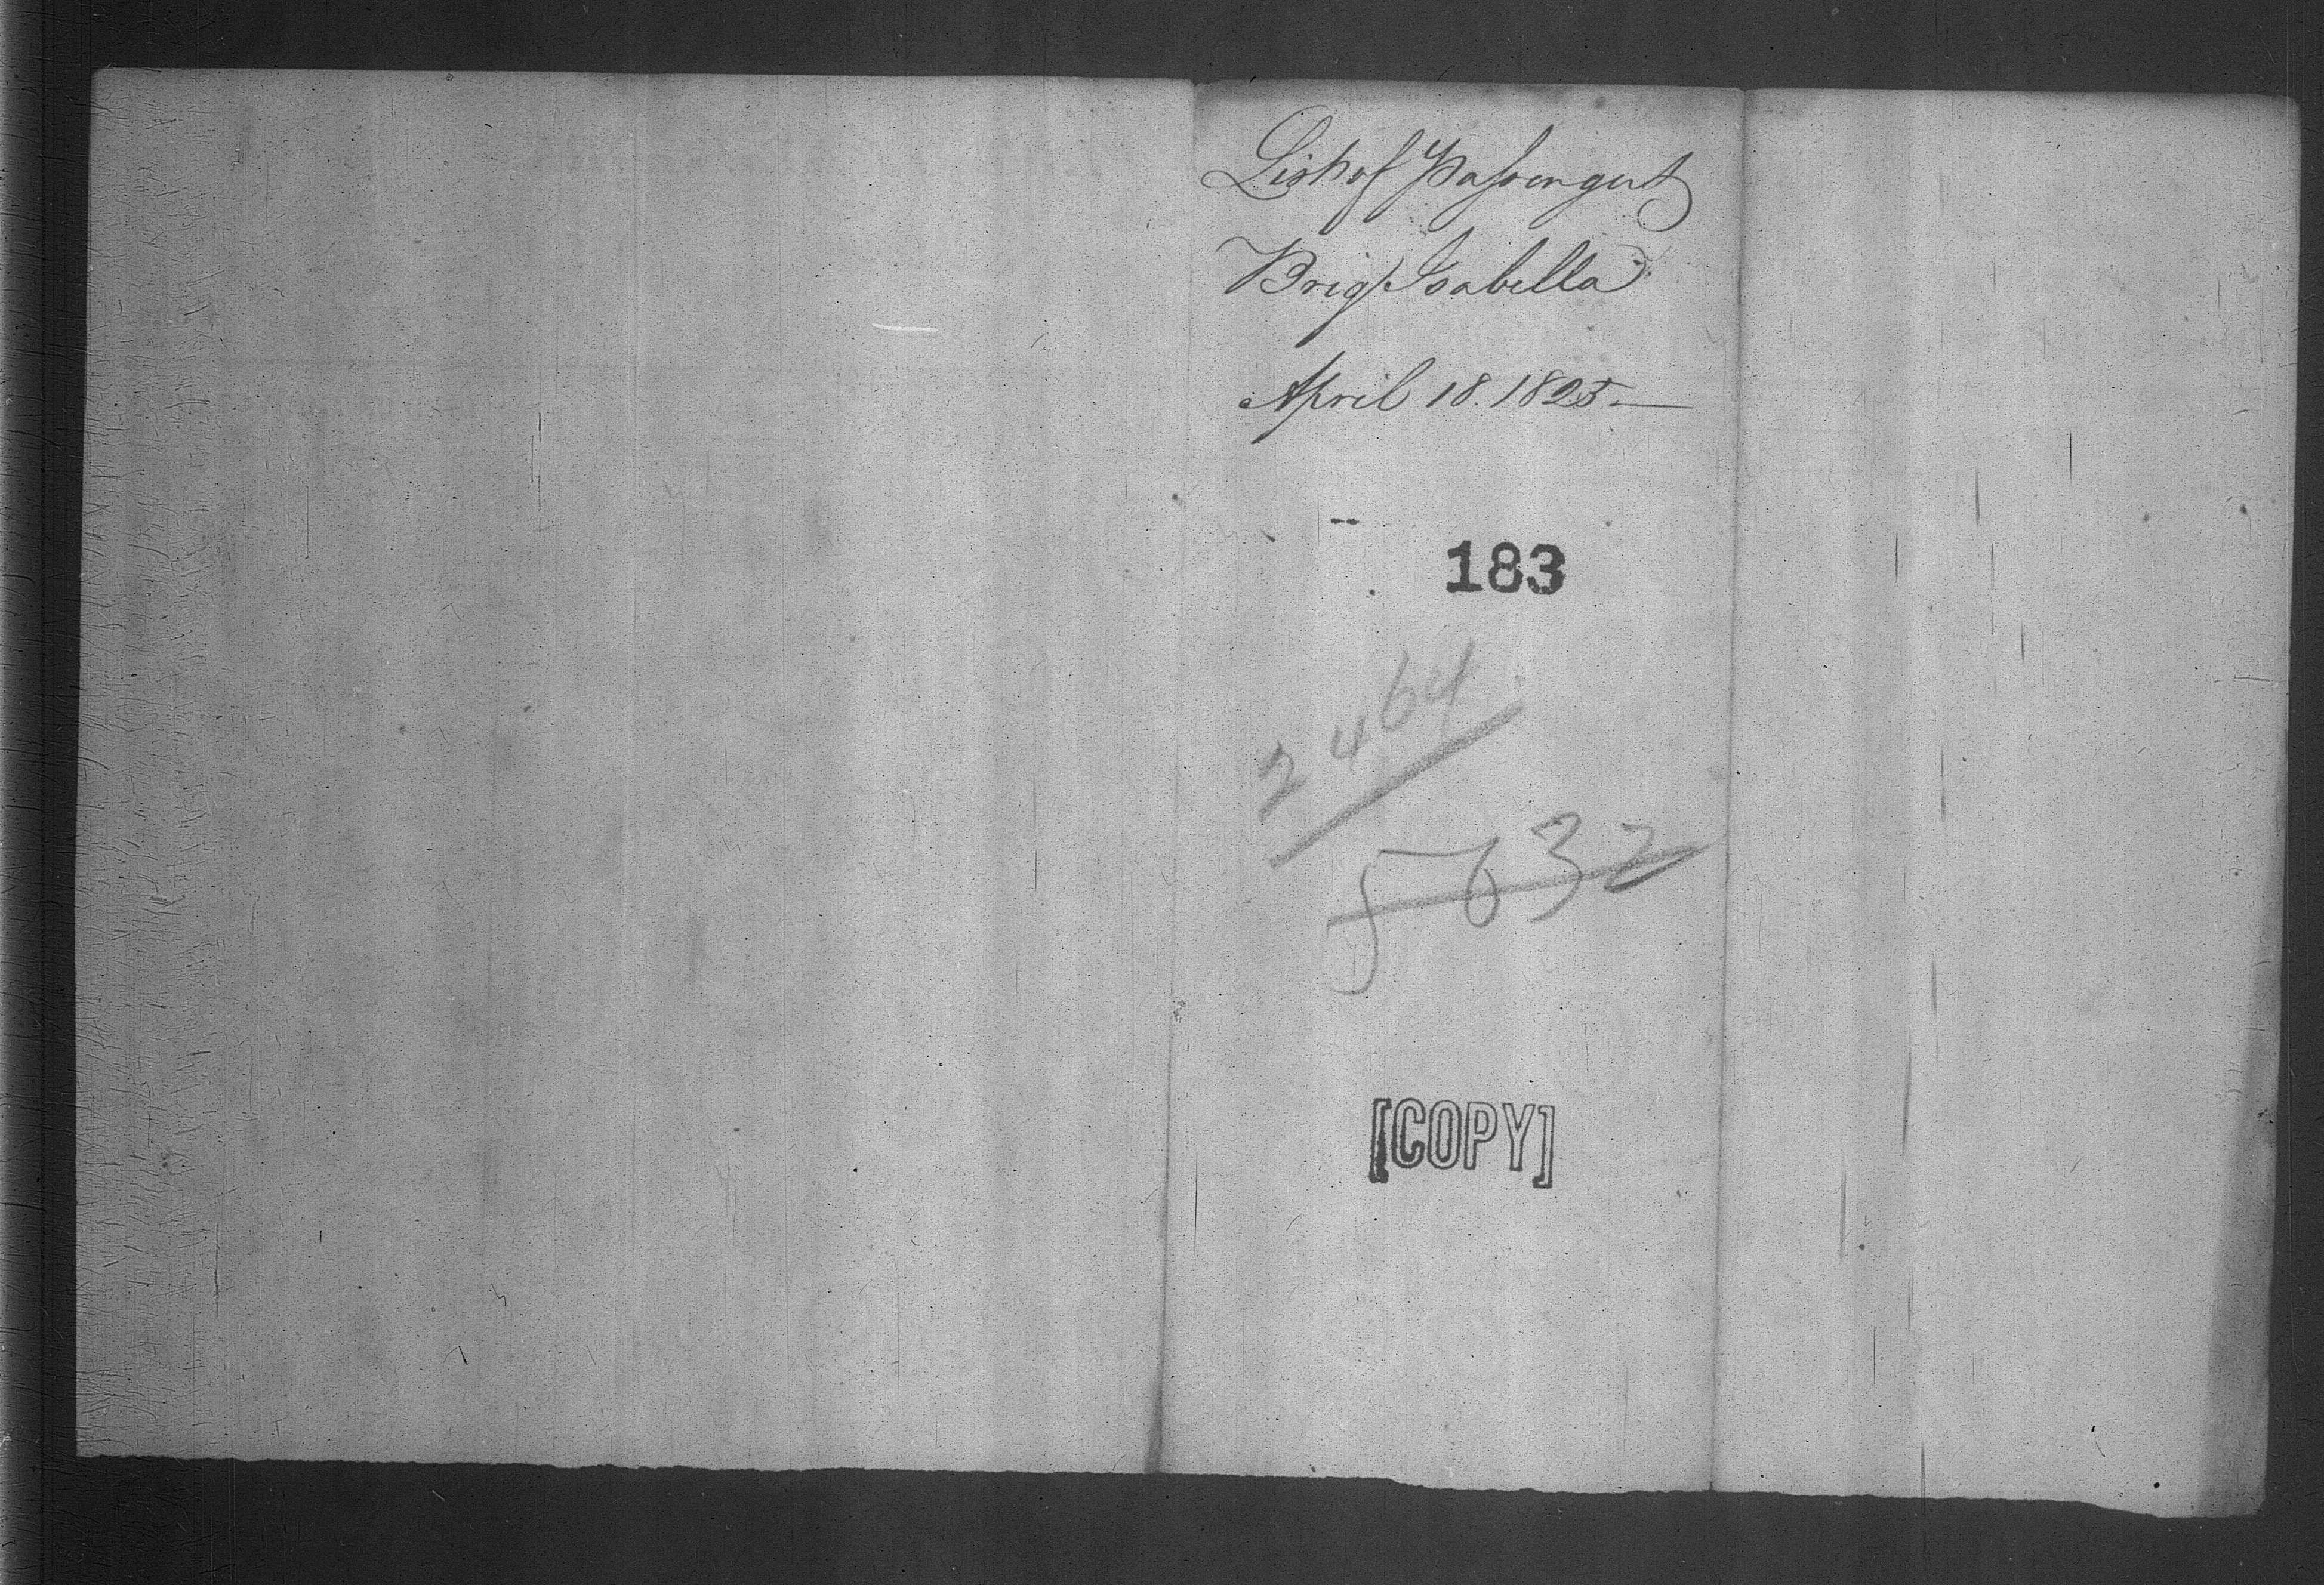 List of Passengers
Brig Isabella
April 18. 1825.—
183
2464
5632
[COPY]